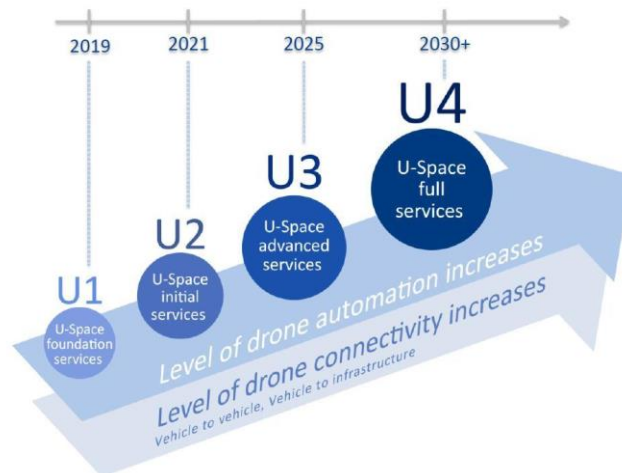 2019
2021
2025
2030+
U4
U-Space
full
services
U3
U-Space
advanced
services
U2
U-Space
initial
services
U1
U-Space
foundation
services
Level of drone automation increases
Level of drone connectivity increases
Vehicle to vehicle, Vehicle to infrastructure